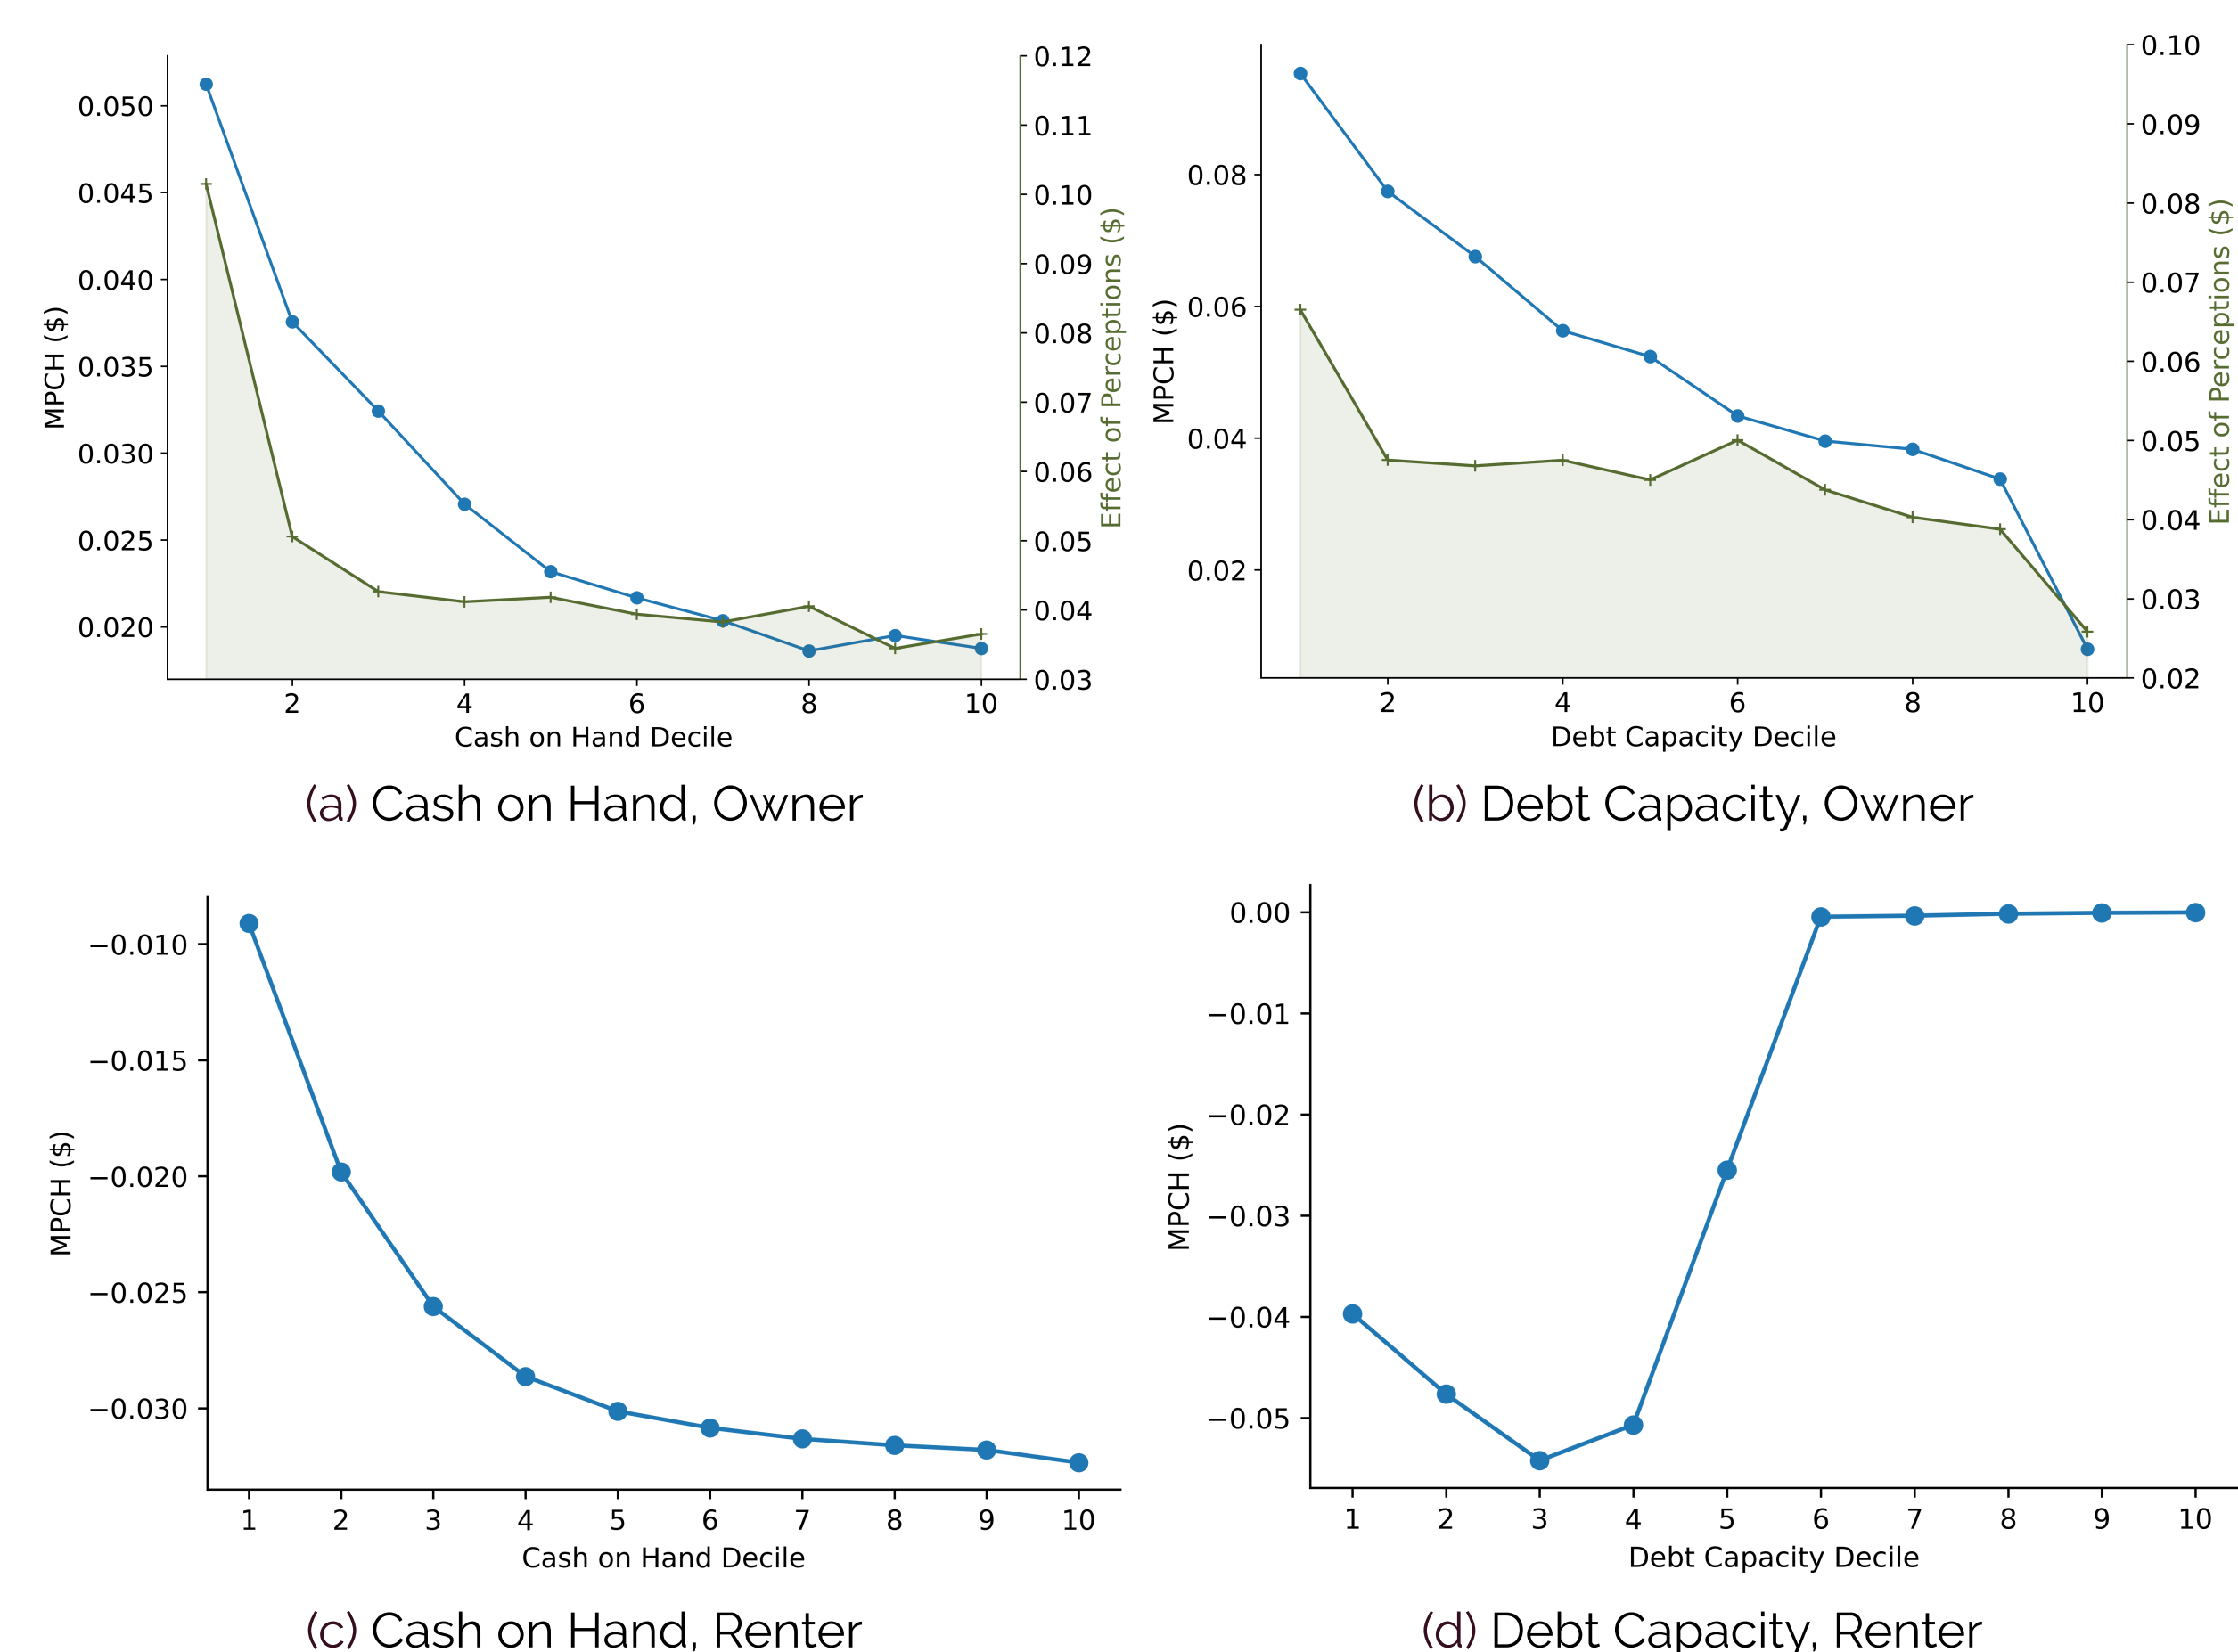 0.050
0.045
0.040
0.035
0.030
0.025
0.020
MPCH ($)
0.12
0.11
0.10
0.09
0.08
0.07
0.06
0.05
0.04
0.03
Effect of Perceptions ($)
2 4 6 8 10
Cash on Hand Decile
(a) Cash on Hand, Owner
0.08
0.06
0.04
0.02
MPCH ($)
0.10
0.09
0.08
0.07
0.06
0.05
0.04
0.03
0.02
Effect of Perceptions ($)
2 4 6 8 10
Debt Capacity Decile
(b) Debt Capacity, Owner
−0.010
−0.015
−0.020
−0.025
−0.030
MPCH ($)
1 2 3 4 5 6 7 8 9 10
Cash on Hand Decile
(c) Cash on Hand, Renter
0.00
−0.01
−0.02
−0.03
−0.04
−0.05
MPCH ($)
1 2 3 4 5 6 7 8 9 10
Debt Capacity Decile
(d) Debt Capacity, Renter